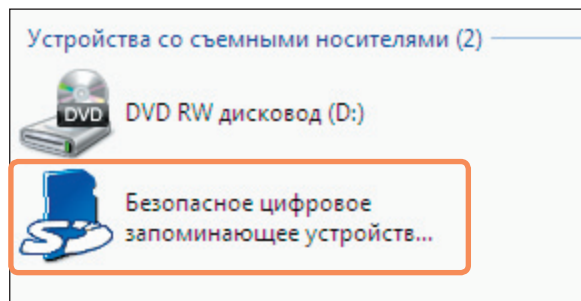 Устройства со съемными носителями (2)
DVD
DVD RW дисковод (D:)
SD
Безопасное цифровое
запоминающее устройств...